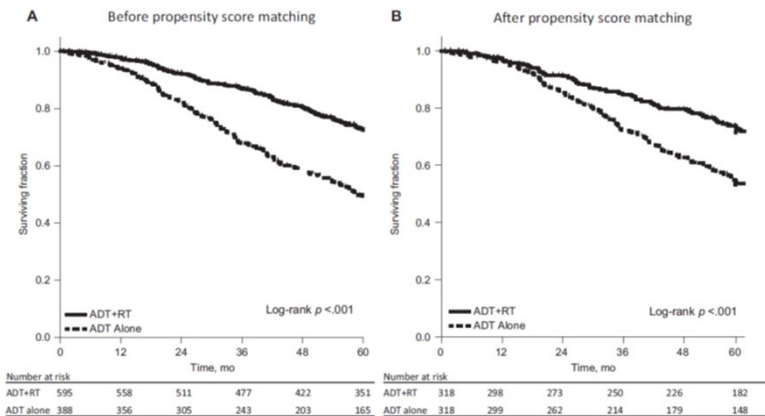 A Before propensity score matching
1.0
0.8
0.6
0.4
0.2
0.0
Surviving fraction
ADT+RT
ADT Alone
Log-rank p <.001
0 12 24 36 48 60
Time, mo
Number at risk
ADT+RT 595 558 511 477 422 351
ADT alone 388 356 305 243 203 165
B After propensity score matching
1.0
0.8
0.6
0.4
0.2
0.0
Surviving fraction
ADT+RT
ADT Alone
Log-rank p <.001
0 12 24 36 48 60
Time, mo
Number at risk
ADT+RT 318 298 273 250 226 182
ADT alone 318 299 262 214 179 148